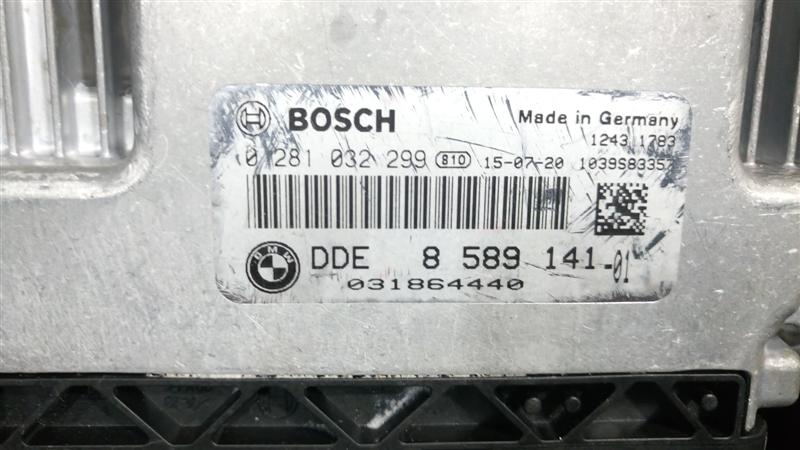 BOSCH
Made in Germany
1243 1783
0 281 032 299 810 15-07-20 1039S83357
BMW
DDE 8 589 141-01
031864440